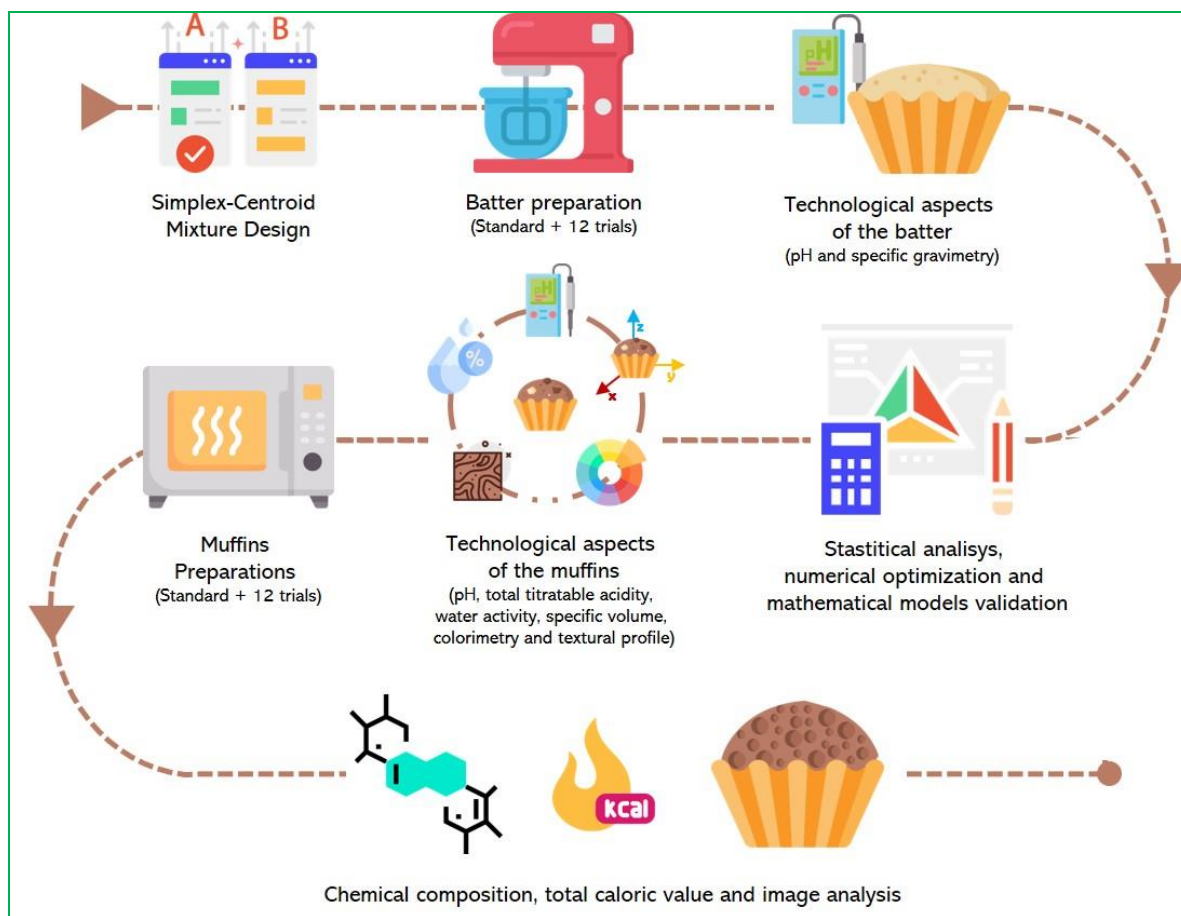 A
B
Simplex-Centroid
Mixture Design
Batter preparation
(Standard + 12 trials)
pH
Technological aspects
of the batter
(pH and specific gravimetry)
Muffins
Preparations
(Standard + 12 trials)
pH
%
z
y
x
Technological aspects
of the muffins
(pH, total titratable acidity,
water activity, specific volume,
colorimetry and textural profile)
Stastitical analisys,
numerical optimization and
mathematical models validation
kcal
Chemical composition, total caloric value and image analysis